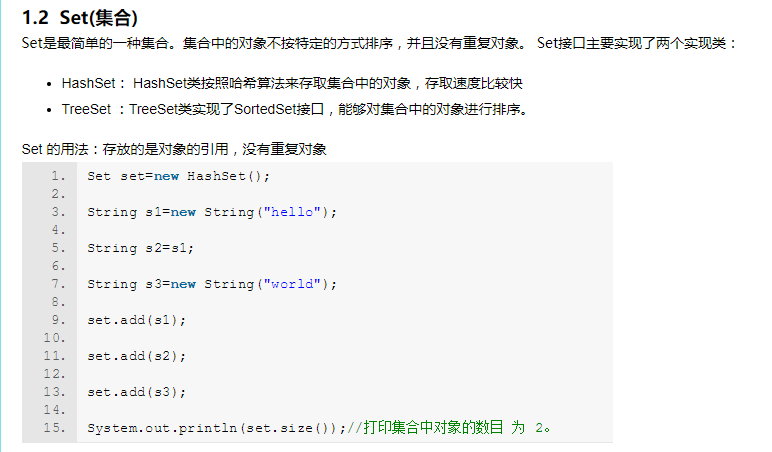 1.2 Set(集合)
Set是最简单的一种集合。集合中的对象不按特定的方式排序，并且没有重复对象。 Set接口主要实现了两个实现类：
• HashSet： HashSet类按照哈希算法来存取集合中的对象，存取速度比较快
• TreeSet ：TreeSet类实现了SortedSet接口，能够对集合中的对象进行排序。
Set 的用法：存放的是对象的引用，没有重复对象
1. Set set=new HashSet();
2.
3. String s1=new String("hello");
4.
5. String s2=s1;
6.
7. String s3=new String("world");
8.
9. set.add(s1);
10.
11. set.add(s2);
12.
13. set.add(s3);
14.
15. System.out.println(set.size());//打印集合中对象的数目 为 2。